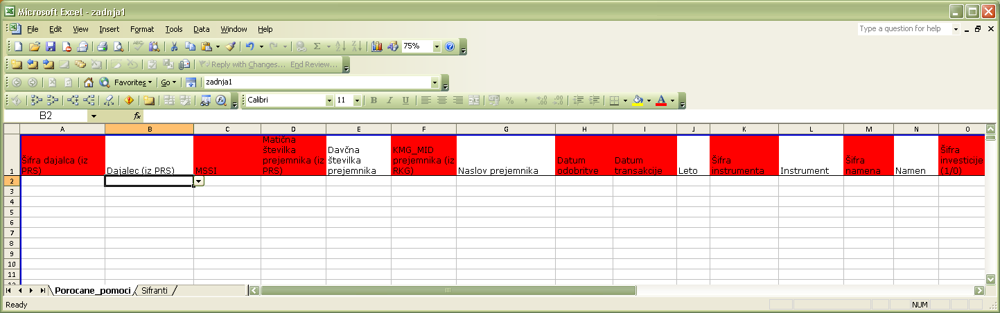 Microsoft Excel - zadnja1
File Edit View Insert Format Tools Data Window Help
Type a question for help
75%
Reply with Changes... End Review...
Favorites Go zadnja1
Calibri 11 B I U
B2 fx
A B C D E F G H I J K L M N O
1
Šifra dajalca (iz PRS)
Dajalec (iz PRS)
MSSI
Matična številka prejemnika (iz PRS)
Davčna številka prejemnika
KMG_MID prejemnika (iz RKG)
Naslov prejemnika
Datum odobritve
Datum transakcije
Leto
Šifra instrumenta
Instrument
Šifra namena
Namen
Šifra investicije (1/0)
2
3
4
5
6
7
8
9
10
11
12
Porocane_pomoci Sifranti
Ready NUM